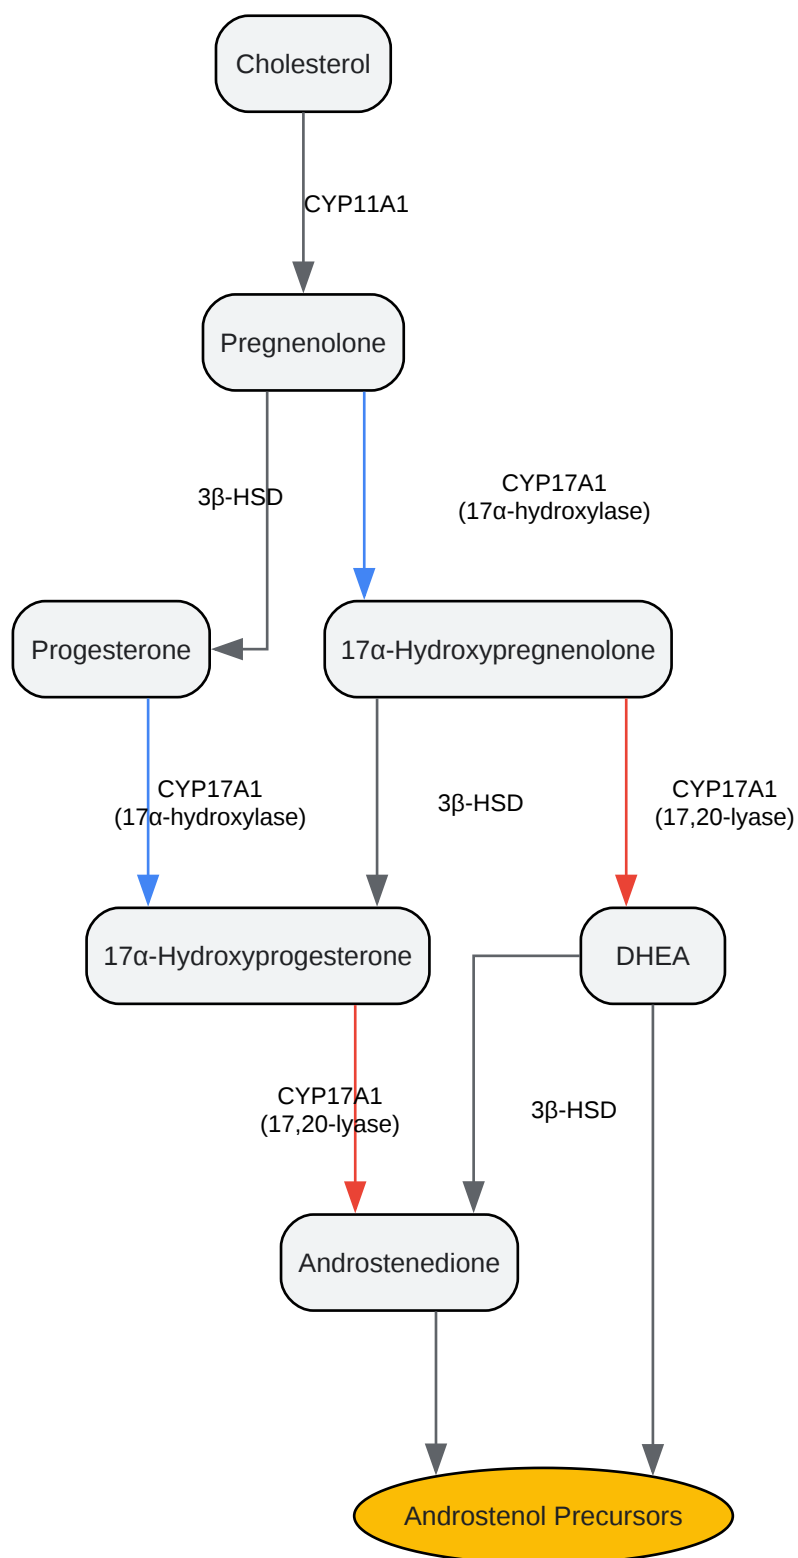 Cholesterol
CYP11A1
Pregnenolone
3β-HSD
CYP17A1
(17α-hydroxylase)
Progesterone
17α-Hydroxypregnenolone
CYP17A1
(17α-hydroxylase)
3β-HSD
CYP17A1
(17,20-lyase)
17α-Hydroxyprogesterone
DHEA
CYP17A1
(17,20-lyase)
3β-HSD
Androstenedione
Androstenol Precursors